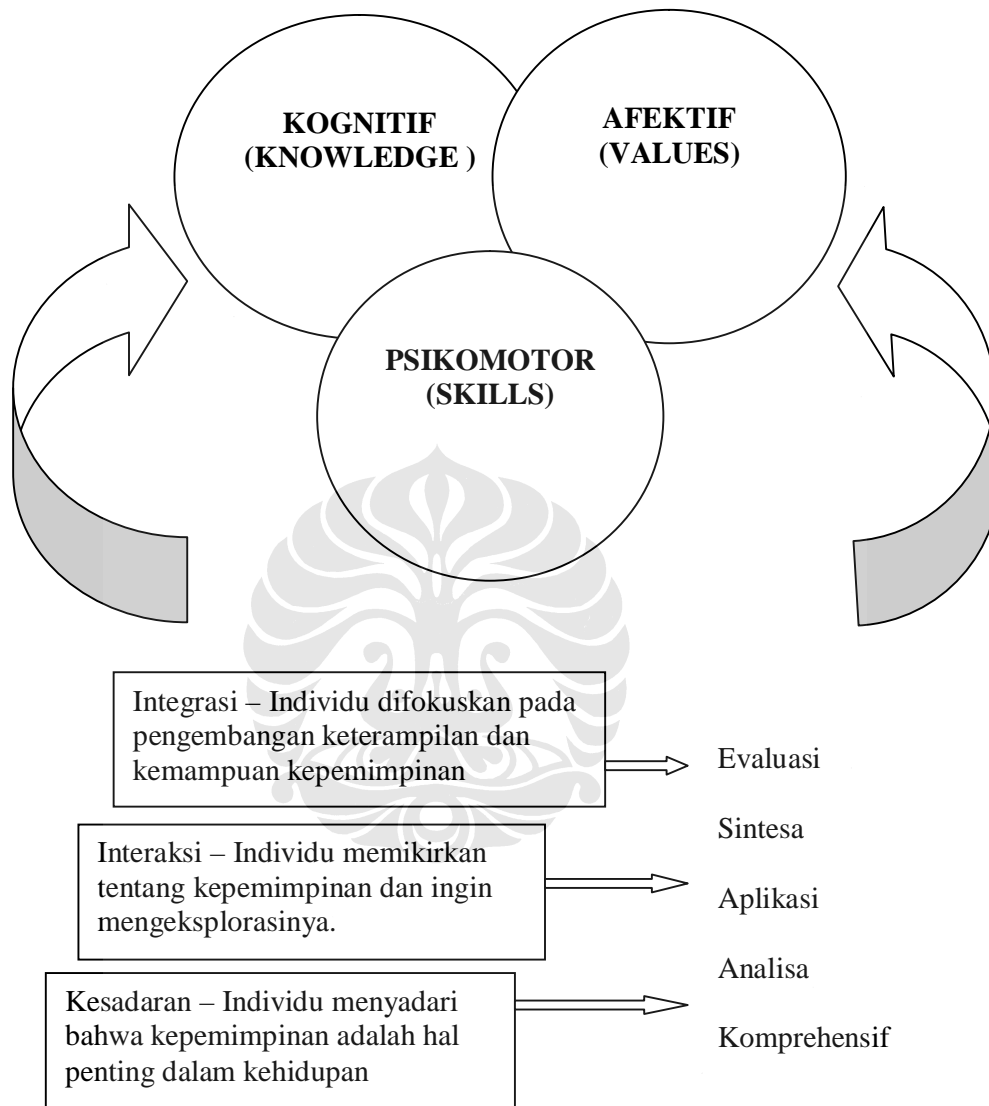 KOGNITIF
(KNOWLEDGE )
AFEKTIF
(VALUES)
PSIKOMOTOR
(SKILLS)
Integrasi – Individu difokuskan pada
pengembangan keterampilan dan
kemampuan kepemimpinan
Interaksi – Individu memikirkan
tentang kepemimpinan dan ingin
mengeksplorasinya.
Kesadaran – Individu menyadari
bahwa kepemimpinan adalah hal
penting dalam kehidupan
Evaluasi
Sintesa
Aplikasi
Analisa
Komprehensif